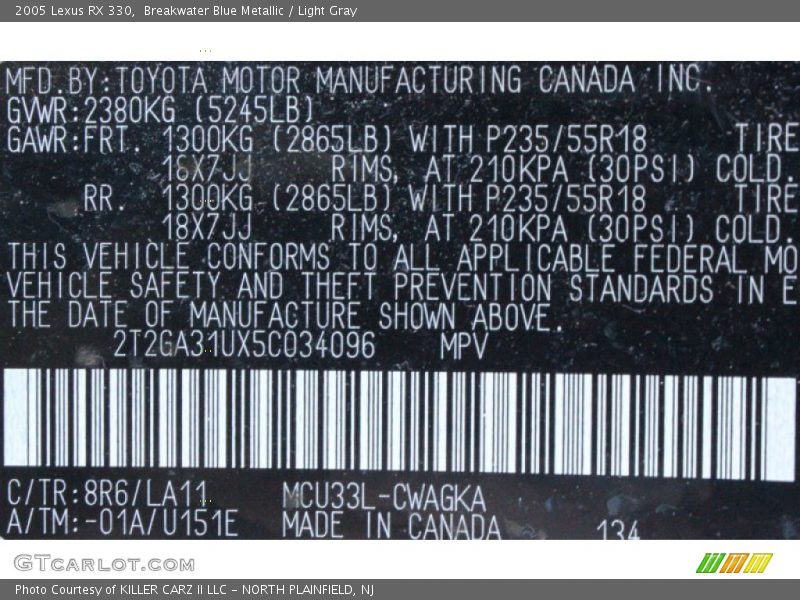 2005 Lexus RX 330, Breakwater Blue Metallic / Light Gray
MFD.BY:TOYOTA MOTOR MANUFACTURING CANADA INC.
GVWR:2380KG (5245LB)
GAWR:FRT. 1300KG (2865LB) WITH P235/55R18 TIRE
18X7JJ RIMS, AT 210KPA (30PSI) COLD.
RR. 1300KG (2865LB) WITH P235/55R18 TIRE
18X7JJ RIMS, AT 210KPA (30PSI) COLD.
THIS VEHICLE CONFORMS TO ALL APPLICABLE FEDERAL MO
VEHICLE SAFETY AND THEFT PREVENTION STANDARDS IN E
THE DATE OF MANUFACTURE SHOWN ABOVE.
2T2GA31UX5C034096 MPV
C/TR:8R6/LA11 MCU33L-CWAGKA
A/TM:-01A/U151E MADE IN CANADA 134
GTCARLOT.COM
Photo Courtesy of KILLER CARZ II LLC - NORTH PLAINFIELD, NJ